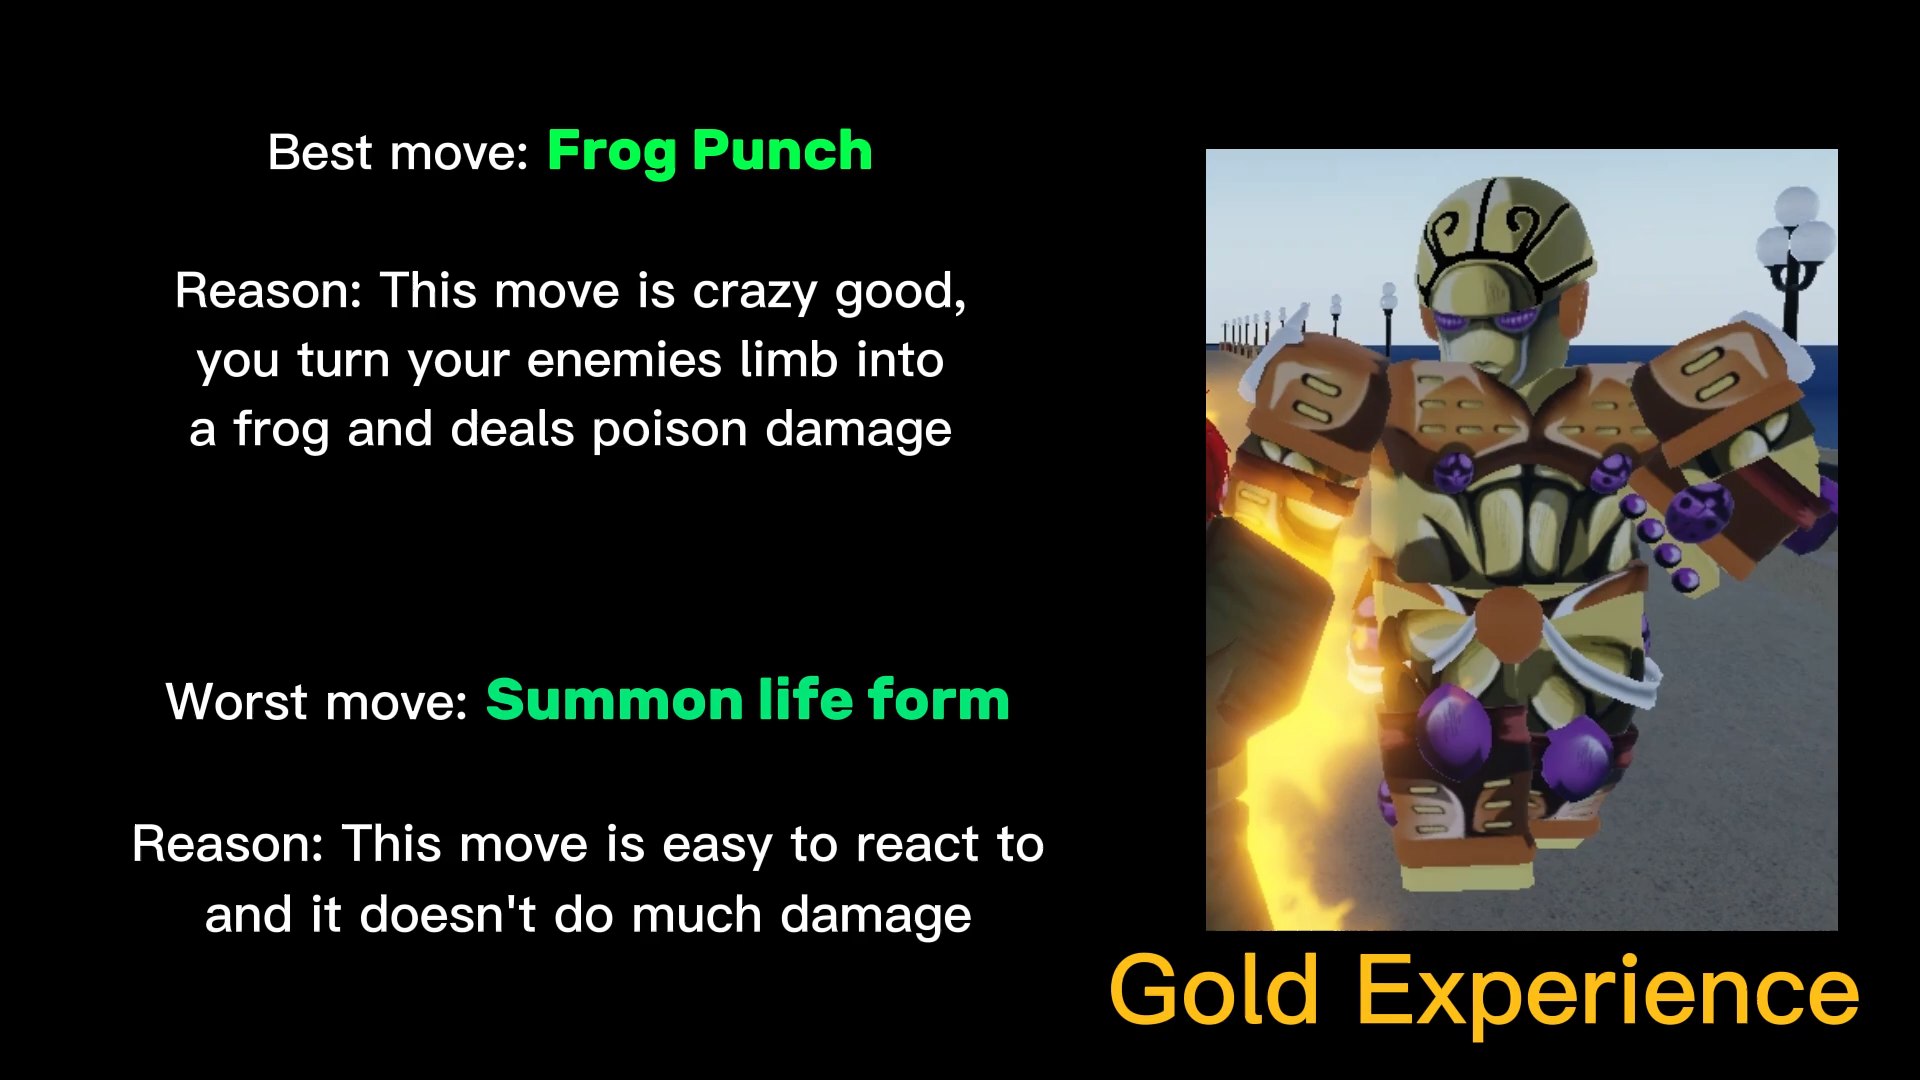 Best move: Frog Punch
Reason: This move is crazy good,
you turn your enemies limb into
a frog and deals poison damage
Worst move: Summon life form
Reason: This move is easy to react to
and it doesn't do much damage
Gold Experience